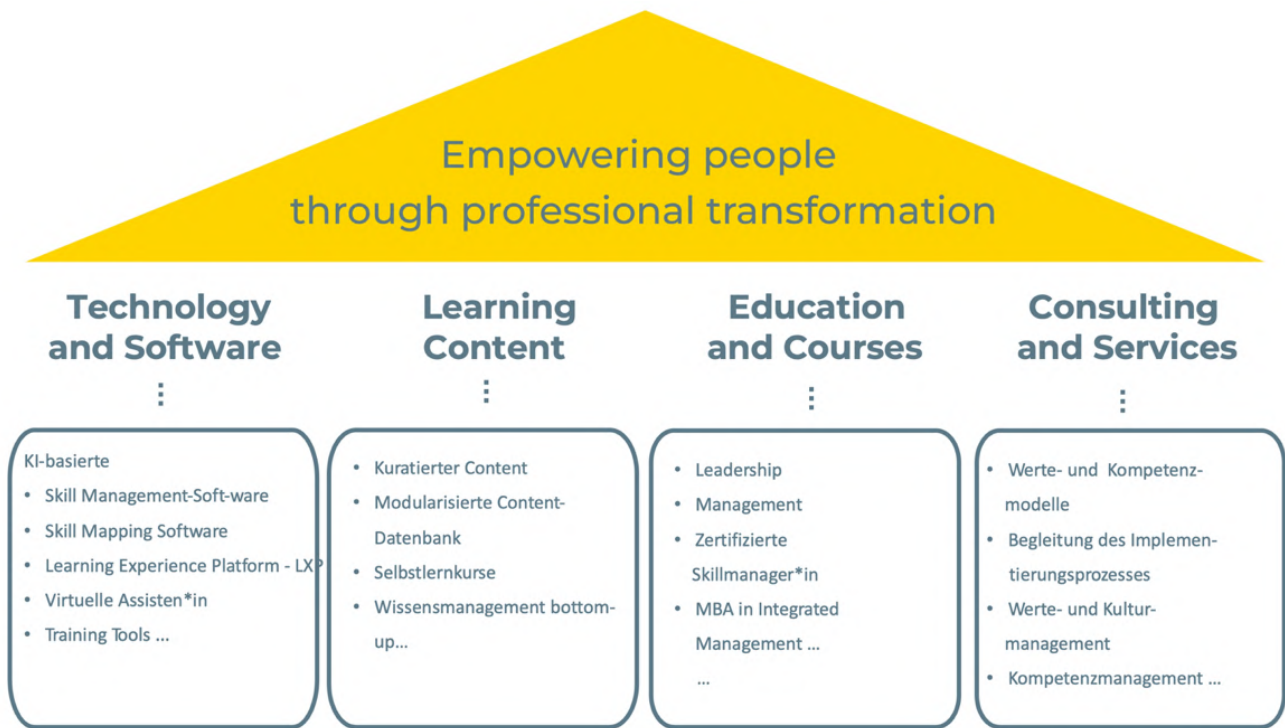 Empowering people
through professional transformation
Technology
and Software
Learning
Content
Education
and Courses
Consulting
and Services
KI-basierte
• Skill Management-Soft-ware
• Skill Mapping Software
• Learning Experience Platform - LXP
• Virtuelle Assisten*in
• Training Tools ...
• Kuratierter Content
• Modularisierte Content-
Datenbank
• Selbstlernkurse
• Wissensmanagement bottom-
up...
• Leadership
• Management
• Zertifizierte
Skillmanager*in
• MBA in Integrated
Management ...
...
• Werte- und Kompetenz-
modelle
• Begleitung des Implemen-
tierungsprozesses
• Werte- und Kultur-
management
• Kompetenzmanagement ...